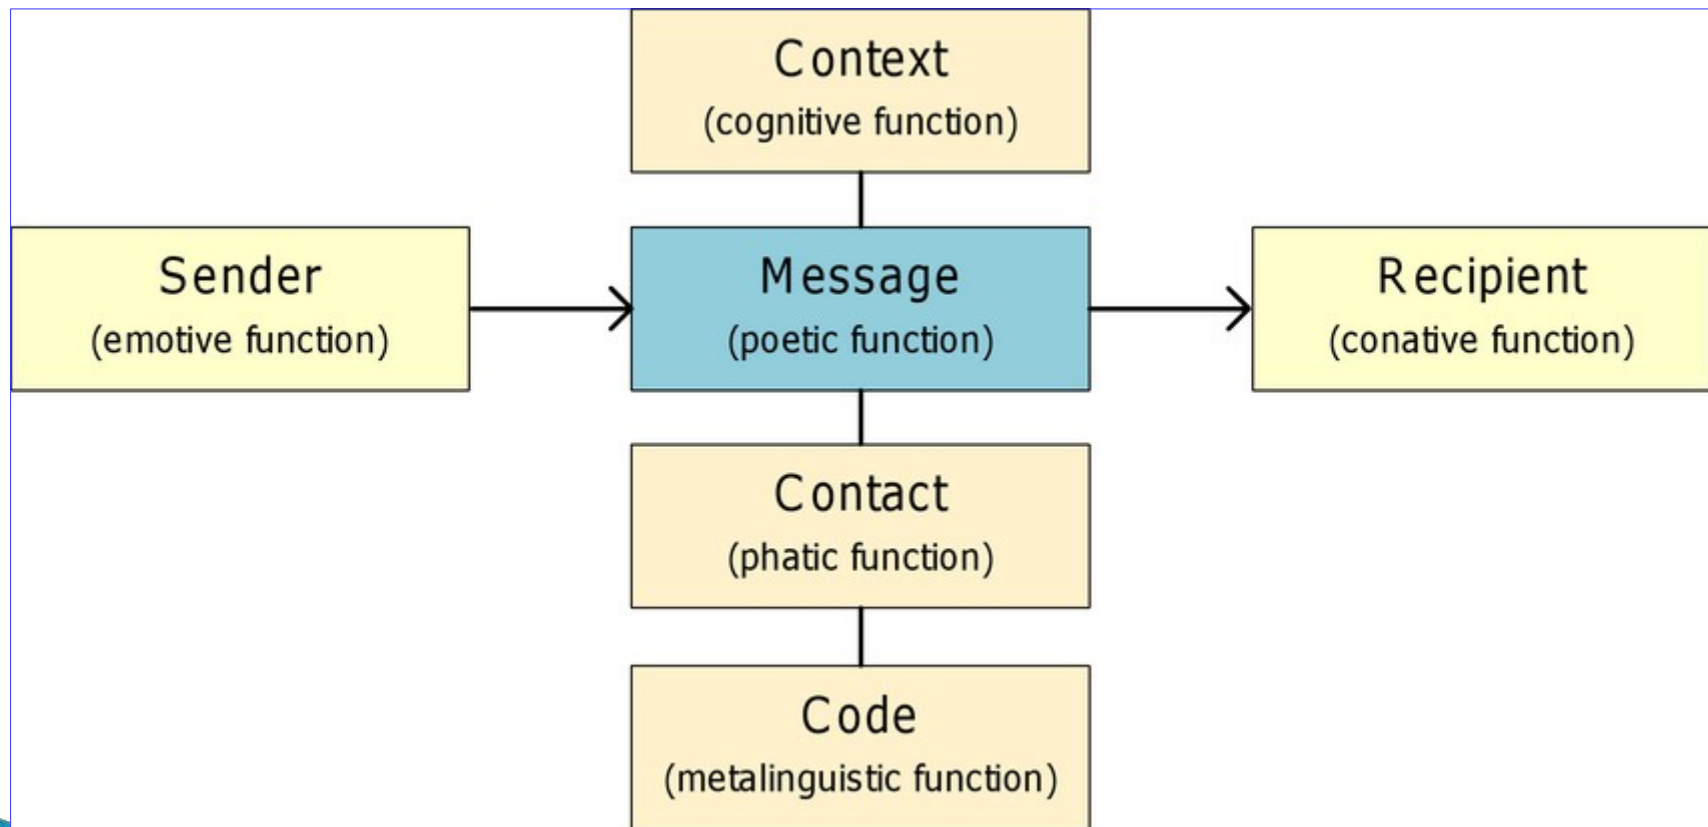 Context
(cognitive function)
Sender
(emotive function)
Message
(poetic function)
Recipient
(conative function)
Contact
(phatic function)
Code
(metalinguistic function)